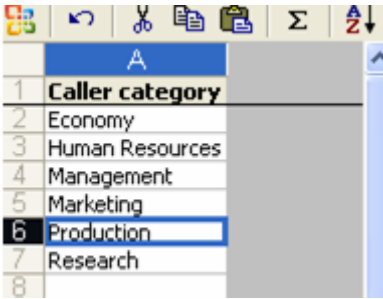 Σ A Z
A
1 Caller category
2 Economy
3 Human Resources
4 Management
5 Marketing
6 Production
7 Research
8